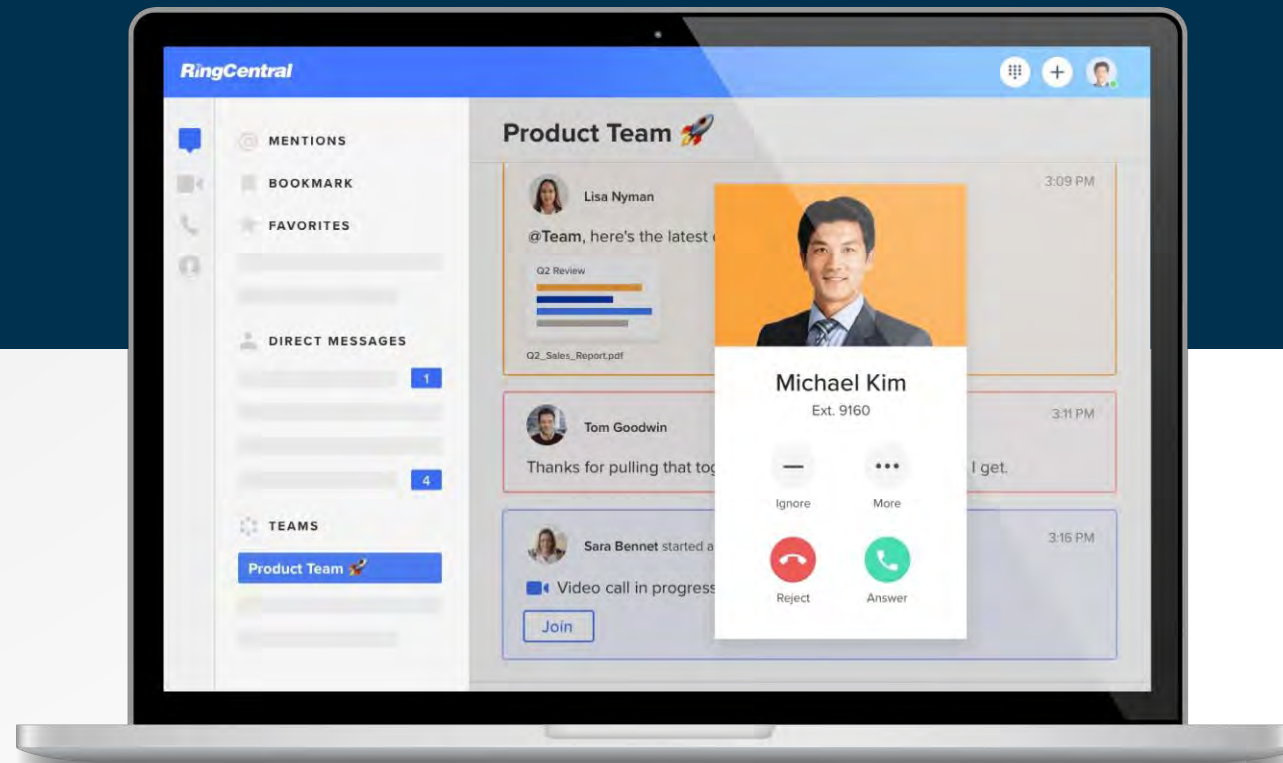 RingCentral
MENTIONS
BOOKMARK
FAVORITES
DIRECT MESSAGES
1
4
TEAMS
Product Team 🚀
Product Team 🚀
Lisa Nyman
3:09 PM
@Team, here's the latest
Q2 Review
Q2_Sales_Report.pdf
Tom Goodwin
3:11 PM
Thanks for pulling that tog
I get.
Sara Bennet started a
3:16 PM
Video call in progress
Join
Michael Kim
Ext. 9160
Ignore
More
Reject
Answer